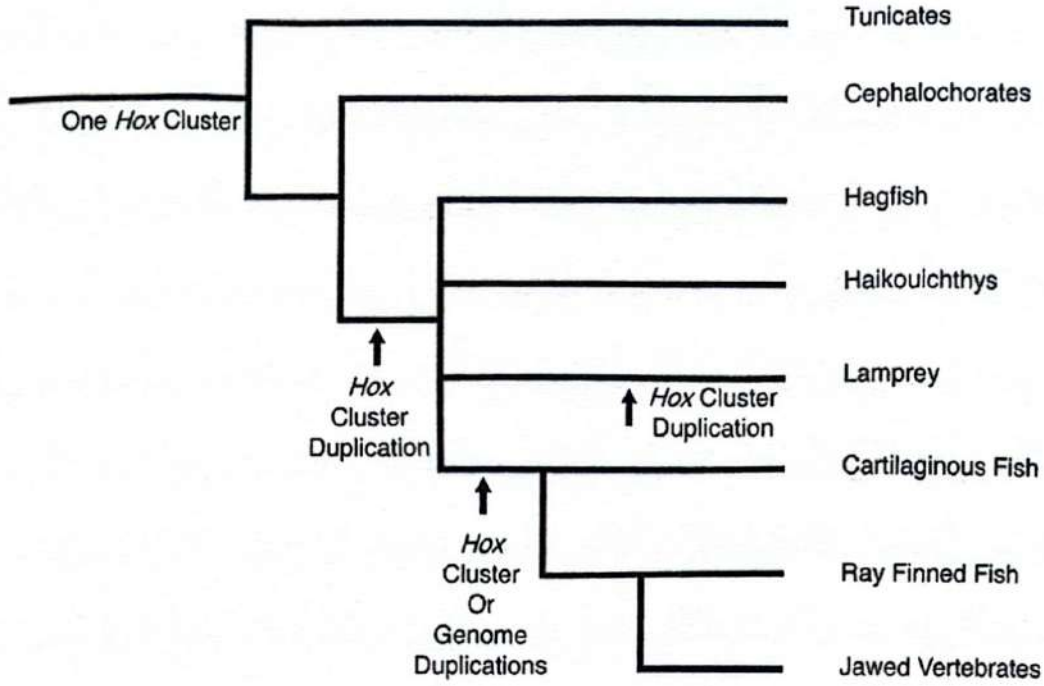 Tunicates
One Hox Cluster
Cephalochorates
Hagfish
Haikoulchthys
Lamprey
Hox
Cluster
Duplication
Hox Cluster
Duplication
Cartilaginous Fish
Hox
Cluster
Or
Genome
Duplications
Ray Finned Fish
Jawed Vertebrates